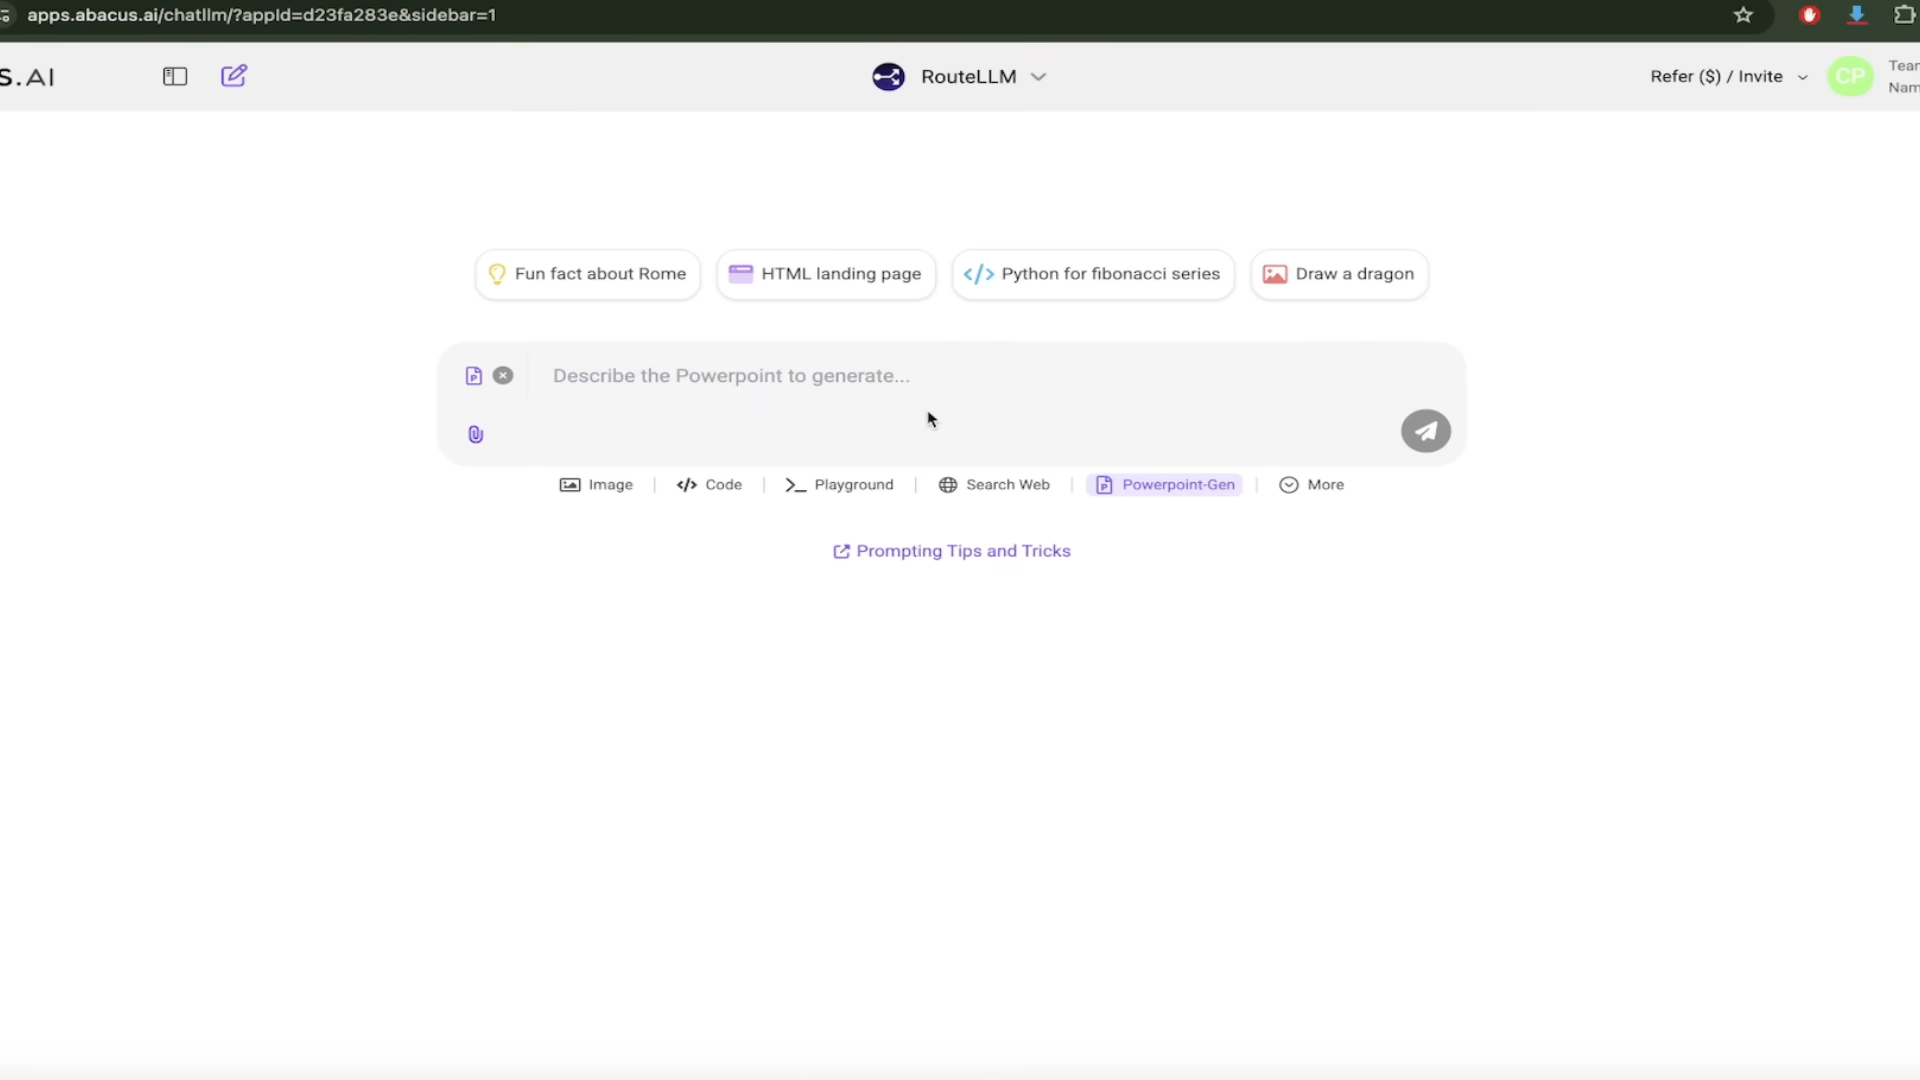 apps.abacus.ai/chatllm/?appId=d23fa283e&sidebar=1
S.AI
RouteLLM
Refer ($) / Invite
CP
Team
Nam
Fun fact about Rome
HTML landing page
Python for fibonacci series
Draw a dragon
Describe the Powerpoint to generate...
Image
Code
Playground
Search Web
Powerpoint-Gen
More
Prompting Tips and Tricks